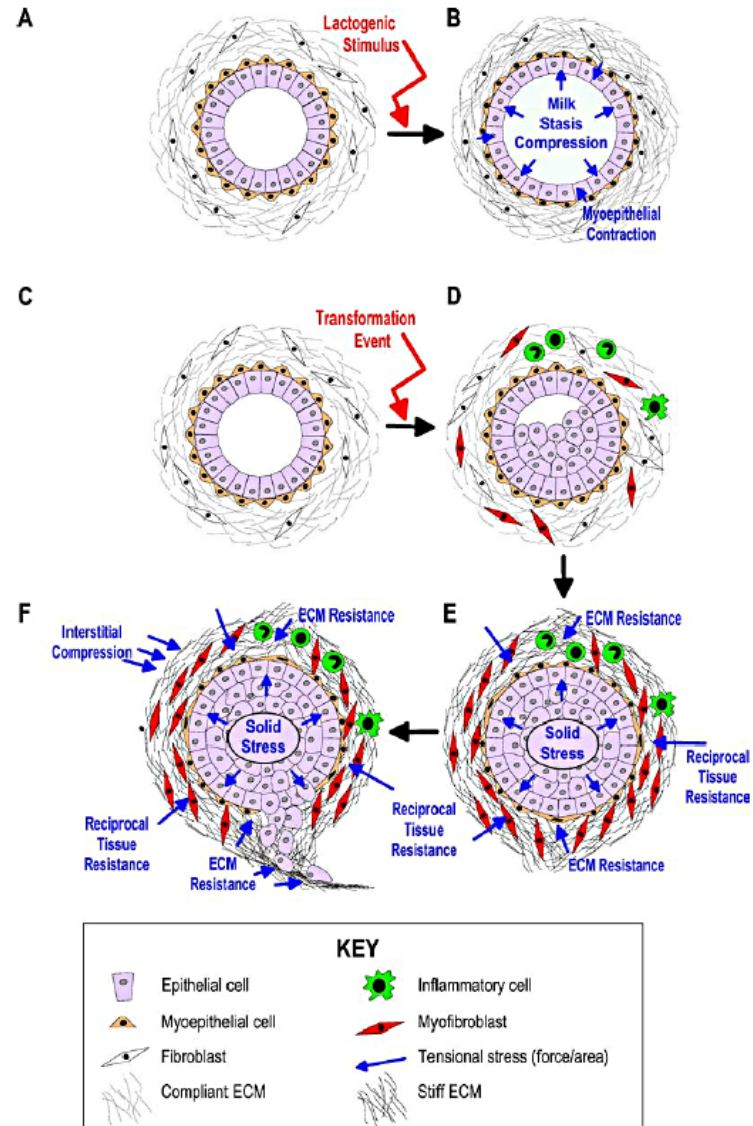 A
Lactogenic
Stimulus
B
Milk
Stasis
Compression
Myoepithelial
Contraction
C
Transformation
Event
D
F
Interstitial
Compression
ECM Resistance
Solid
Stress
Reciprocal
Tissue
Resistance
ECM
Resistance
Reciprocal
Tissue
Resistance
E
ECM Resistance
Solid
Stress
Reciprocal
Tissue
Resistance
ECM Resistance
KEY
Epithelial cell
Inflammatory cell
Myoepithelial cell
Myofibroblast
Fibroblast
Tensional stress (force/area)
Compliant ECM
Stiff ECM